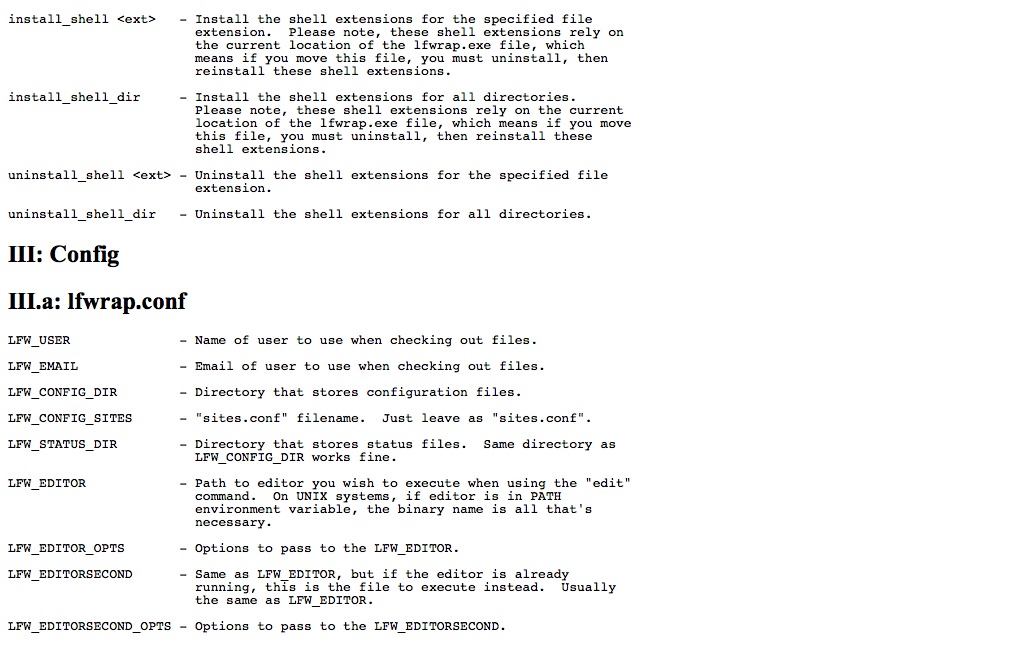 install_shell <ext>   - Install the shell extensions for the specified file
                        extension.  Please note, these shell extensions rely on
                        the current location of the lfwrap.exe file, which
                        means if you move this file, you must uninstall, then
                        reinstall these shell extensions.
install_shell_dir     - Install the shell extensions for all directories.
                        Please note, these shell extensions rely on the current
                        location of the lfwrap.exe file, which means if you move
                        this file, you must uninstall, then reinstall these
                        shell extensions.
uninstall_shell <ext> - Uninstall the shell extensions for the specified file
                        extension.
uninstall_shell_dir   - Uninstall the shell extensions for all directories.
III: Config
III.a: lfwrap.conf
LFW_USER              - Name of user to use when checking out files.
LFW_EMAIL             - Email of user to use when checking out files.
LFW_CONFIG_DIR        - Directory that stores configuration files.
LFW_CONFIG_SITES      - "sites.conf" filename.  Just leave as "sites.conf".
LFW_STATUS_DIR        - Directory that stores status files.  Same directory as
                        LFW_CONFIG_DIR works fine.
LFW_EDITOR            - Path to editor you wish to execute when using the "edit"
                        command.  On UNIX systems, if editor is in PATH
                        environment variable, the binary name is all that's
                        necessary.
LFW_EDITOR_OPTS       - Options to pass to the LFW_EDITOR.
LFW_EDITORSECOND      - Same as LFW_EDITOR, but if the editor is already
                        running, this is the file to execute instead.  Usually
                        the same as LFW_EDITOR.
LFW_EDITORSECOND_OPTS - Options to pass to the LFW_EDITORSECOND.